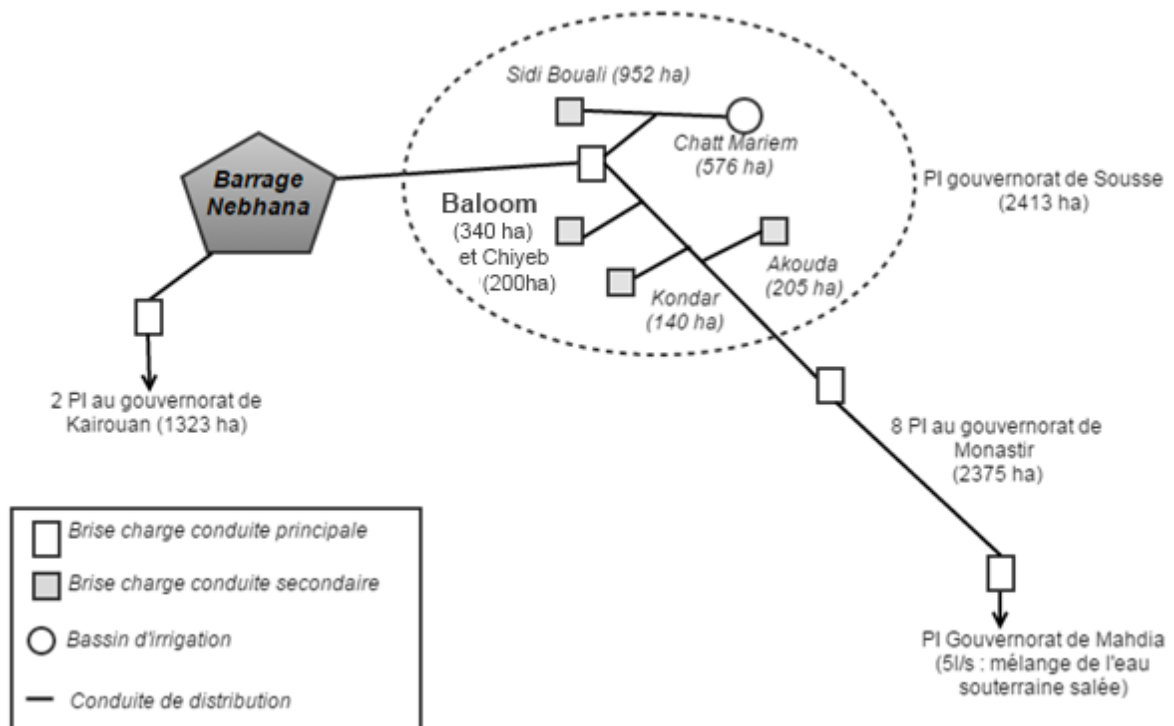 Sidi Bouali (952 ha)
Barrage
Nebhana
Chatt Mariem
(576 ha)
PI gouvernorat de Sousse
(2413 ha)
Baloom
(340 ha)
et Chiyeb
(200ha)
Akouda
(205 ha)
Kondar
(140 ha)
2 PI au gouvernorat de
Kairouan (1323 ha)
8 PI au gouvernorat de
Monastir
(2375 ha)
Brise charge conduite principale
Brise charge conduite secondaire
Bassin d'irrigation
Conduite de distribution
PI Gouvernorat de Mahdia
(5l/s : mélange de l'eau
souterraine salée)